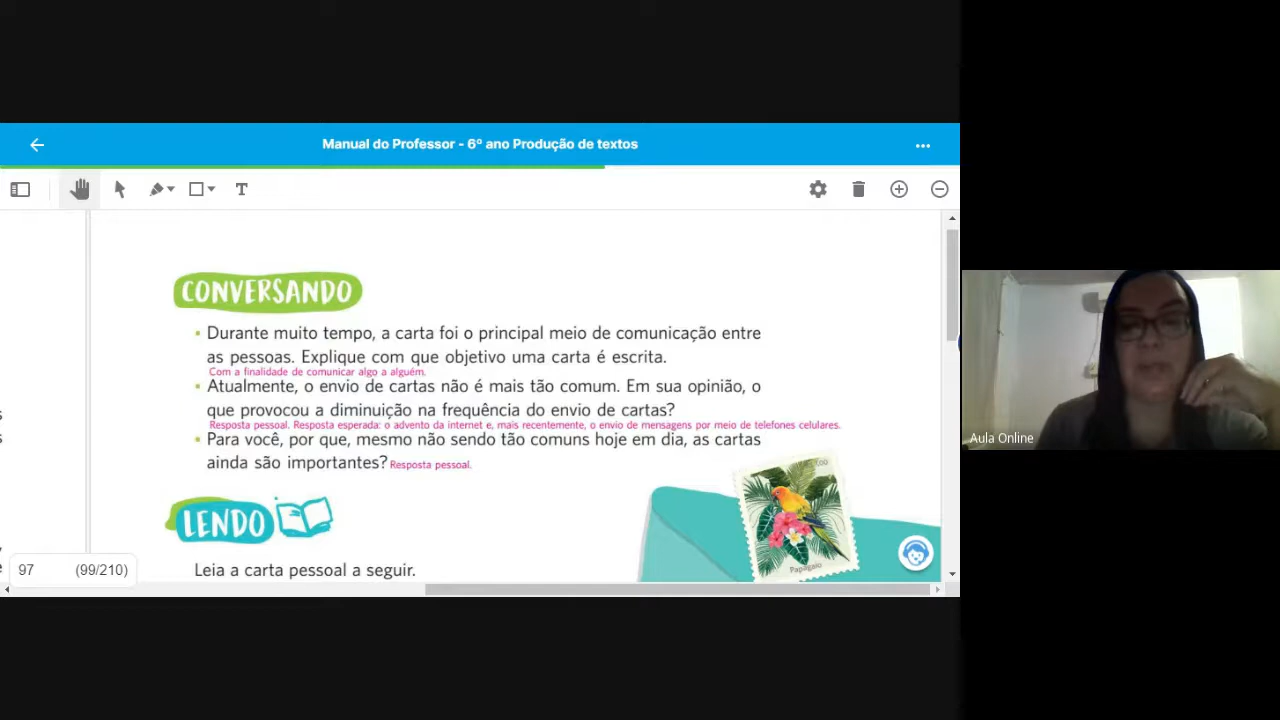 Manual do Professor - 6º ano Produção de textos
T
CONVERSANDO
▪ Durante muito tempo, a carta foi o principal meio de comunicação entre
as pessoas. Explique com que objetivo uma carta é escrita.
Com a finalidade de comunicar algo a alguém.
▪ Atualmente, o envio de cartas não é mais tão comum. Em sua opinião, o
que provocou a diminuição na frequência do envio de cartas?
Resposta pessoal. Resposta esperada: o advento da internet e, mais recentemente, o envio de mensagens por meio de telefones celulares.
▪ Para você, por que, mesmo não sendo tão comuns hoje em dia, as cartas
ainda são importantes? Resposta pessoal.
LENDO
Leia a carta pessoal a seguir.
Papagaio
97 (99/210)
Aula Online